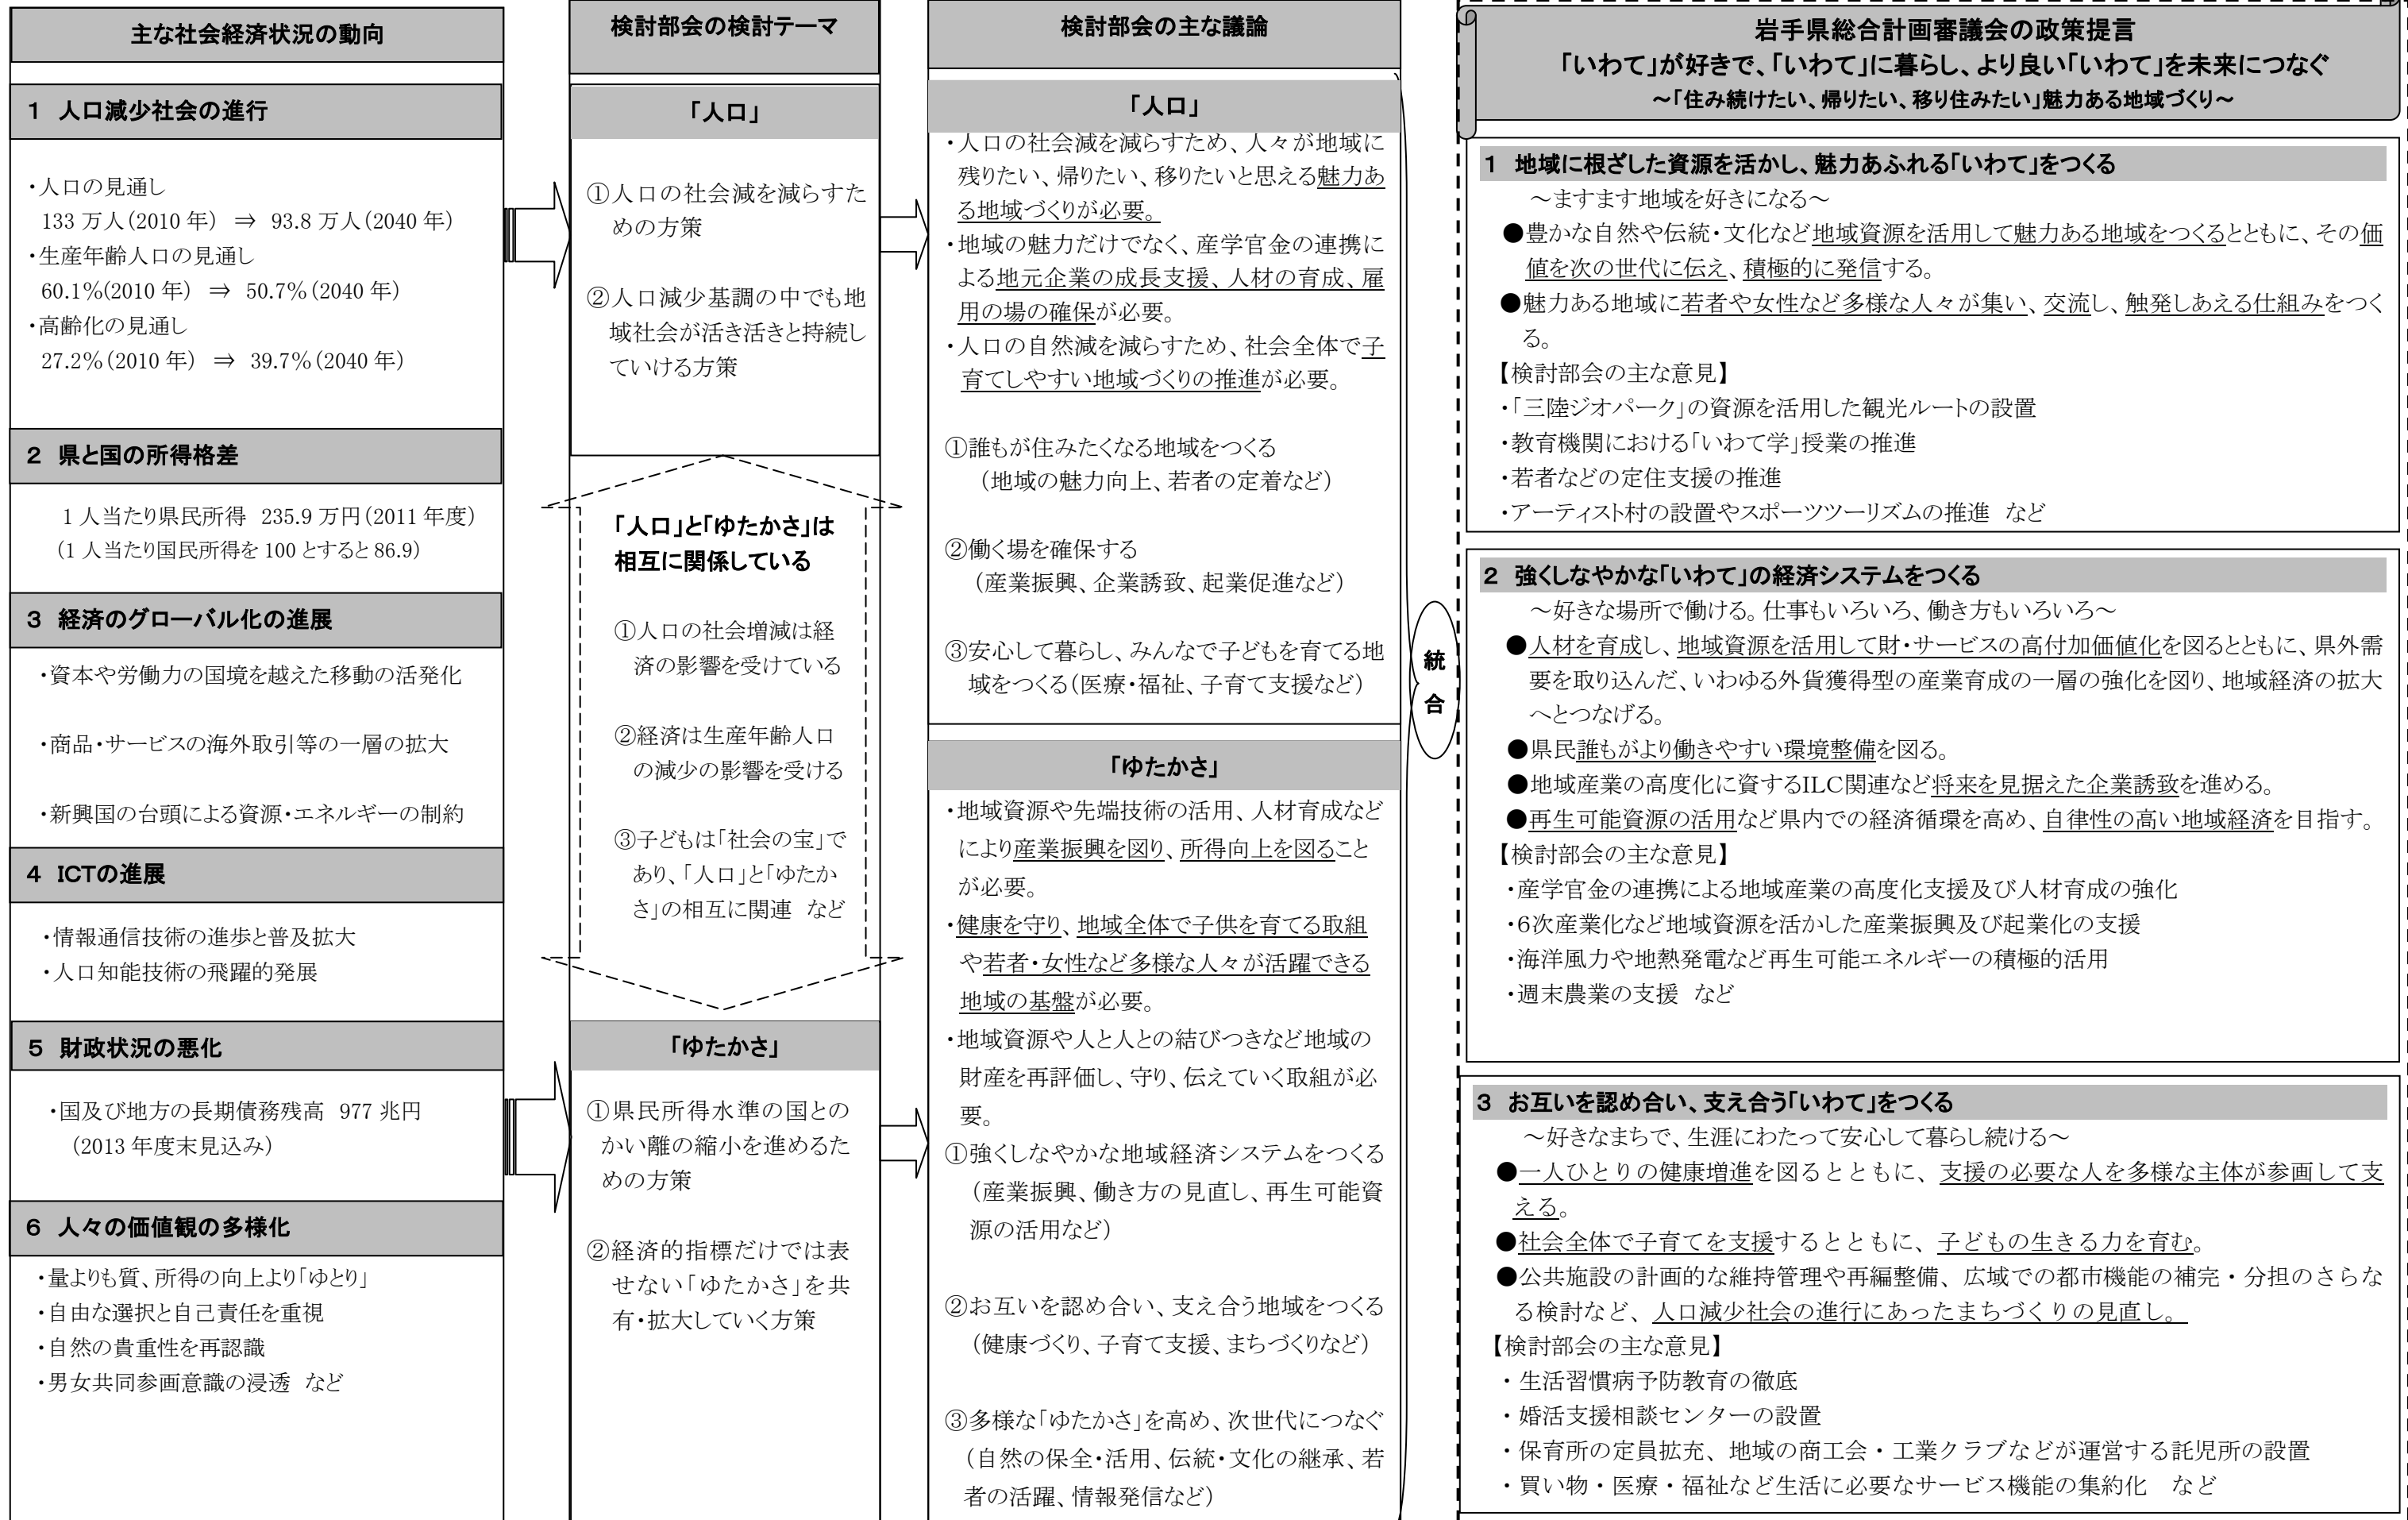 主な社会経済状況の動向
1 人口減少社会の進行
・人口の見通し
133 万人(2010 年) ⇒ 93.8 万人(2040 年)
・生産年齢人口の見通し
60.1%(2010 年) ⇒ 50.7%(2040 年)
・高齢化の見通し
27.2%(2010 年) ⇒ 39.7%(2040 年)
2 県と国の所得格差
1 人当たり県民所得 235.9 万円(2011 年度)
(1 人当たり国民所得を 100 とすると 86.9)
3 経済のグローバル化の進展
・資本や労働力の国境を越えた移動の活発化
・商品・サービスの海外取引等の一層の拡大
・新興国の台頭による資源・エネルギーの制約
4 ICTの進展
・情報通信技術の進歩と普及拡大
・人口知能技術の飛躍的発展
5 財政状況の悪化
・国及び地方の長期債務残高 977 兆円
(2013 年度末見込み)
6 人々の価値観の多様化
・量よりも質、所得の向上より「ゆとり」
・自由な選択と自己責任を重視
・自然の貴重性を再認識
・男女共同参画意識の浸透 など
検討部会の検討テーマ
「人口」
①人口の社会減を減らすた
めの方策
②人口減少基調の中でも地
域社会が活き活きと持続し
ていける方策
「人口」と「ゆたかさ」は
相互に関係している
①人口の社会増減は経
済の影響を受けている
②経済は生産年齢人口
の減少の影響を受ける
③子どもは「社会の宝」で
あり、「人口」と「ゆたか
さ」の相互に関連 など
「ゆたかさ」
①県民所得水準の国との
かい離の縮小を進めるた
めの方策
②経済的指標だけでは表
せない「ゆたかさ」を共
有・拡大していく方策
検討部会の主な議論
「人口」
・人口の社会減を減らすため、人々が地域に
残りたい、帰りたい、移りたいと思える魅力あ
る地域づくりが必要。
・地域の魅力だけでなく、産学官金の連携に
よる地元企業の成長支援、人材の育成、雇
用の場の確保が必要。
・人口の自然減を減らすため、社会全体で子
育てしやすい地域づくりの推進が必要。
①誰もが住みたくなる地域をつくる
(地域の魅力向上、若者の定着など)
②働く場を確保する
(産業振興、企業誘致、起業促進など)
③安心して暮らし、みんなで子どもを育てる地
域をつくる(医療・福祉、子育て支援など)
「ゆたかさ」
・地域資源や先端技術の活用、人材育成など
により産業振興を図り、所得向上を図ること
が必要。
・健康を守り、地域全体で子供を育てる取組
や若者・女性など多様な人々が活躍できる
地域の基盤が必要。
・地域資源や人と人との結びつきなど地域の
財産を再評価し、守り、伝えていく取組が必
要。
①強くしなやかな地域経済システムをつくる
(産業振興、働き方の見直し、再生可能資
源の活用など)
②お互いを認め合い、支え合う地域をつくる
(健康づくり、子育て支援、まちづくりなど)
③多様な「ゆたかさ」を高め、次世代につなぐ
(自然の保全・活用、伝統・文化の継承、若
者の活躍、情報発信など)
統
合
岩手県総合計画審議会の政策提言
「いわて」が好きで、「いわて」に暮らし、より良い「いわて」を未来につなぐ
~「住み続けたい、帰りたい、移り住みたい」魅力ある地域づくり~
1 地域に根ざした資源を活かし、魅力あふれる「いわて」をつくる
~ますます地域を好きになる~
●豊かな自然や伝統・文化など地域資源を活用して魅力ある地域をつくるとともに、その価
値を次の世代に伝え、積極的に発信する。
●魅力ある地域に若者や女性など多様な人々が集い、交流し、触発しあえる仕組みをつく
る。
【検討部会の主な意見】
・「三陸ジオパーク」の資源を活用した観光ルートの設置
・教育機関における「いわて学」授業の推進
・若者などの定住支援の推進
・アーティスト村の設置やスポーツツーリズムの推進 など
2 強くしなやかな「いわて」の経済システムをつくる
~好きな場所で働ける。仕事もいろいろ、働き方もいろいろ~
●人材を育成し、地域資源を活用して財・サービスの高付加価値化を図るとともに、県外需
要を取り込んだ、いわゆる外貨獲得型の産業育成の一層の強化を図り、地域経済の拡大
へとつなげる。
●県民誰もがより働きやすい環境整備を図る。
●地域産業の高度化に資するILC関連など将来を見据えた企業誘致を進める。
●再生可能資源の活用など県内での経済循環を高め、自律性の高い地域経済を目指す。
【検討部会の主な意見】
・産学官金の連携による地域産業の高度化支援及び人材育成の強化
・6次産業化など地域資源を活かした産業振興及び起業化の支援
・海洋風力や地熱発電など再生可能エネルギーの積極的活用
・週末農業の支援 など
3 お互いを認め合い、支え合う「いわて」をつくる
~好きなまちで、生涯にわたって安心して暮らし続ける~
●一人ひとりの健康増進を図るとともに、支援の必要な人を多様な主体が参画して支
える。
●社会全体で子育てを支援するとともに、子どもの生きる力を育む。
●公共施設の計画的な維持管理や再編整備、広域での都市機能の補完・分担のさらな
る検討など、人口減少社会の進行にあったまちづくりの見直し。
【検討部会の主な意見】
・生活習慣病予防教育の徹底
・婚活支援相談センターの設置
・保育所の定員拡充、地域の商工会・工業クラブなどが運営する託児所の設置
・買い物・医療・福祉など生活に必要なサービス機能の集約化 など